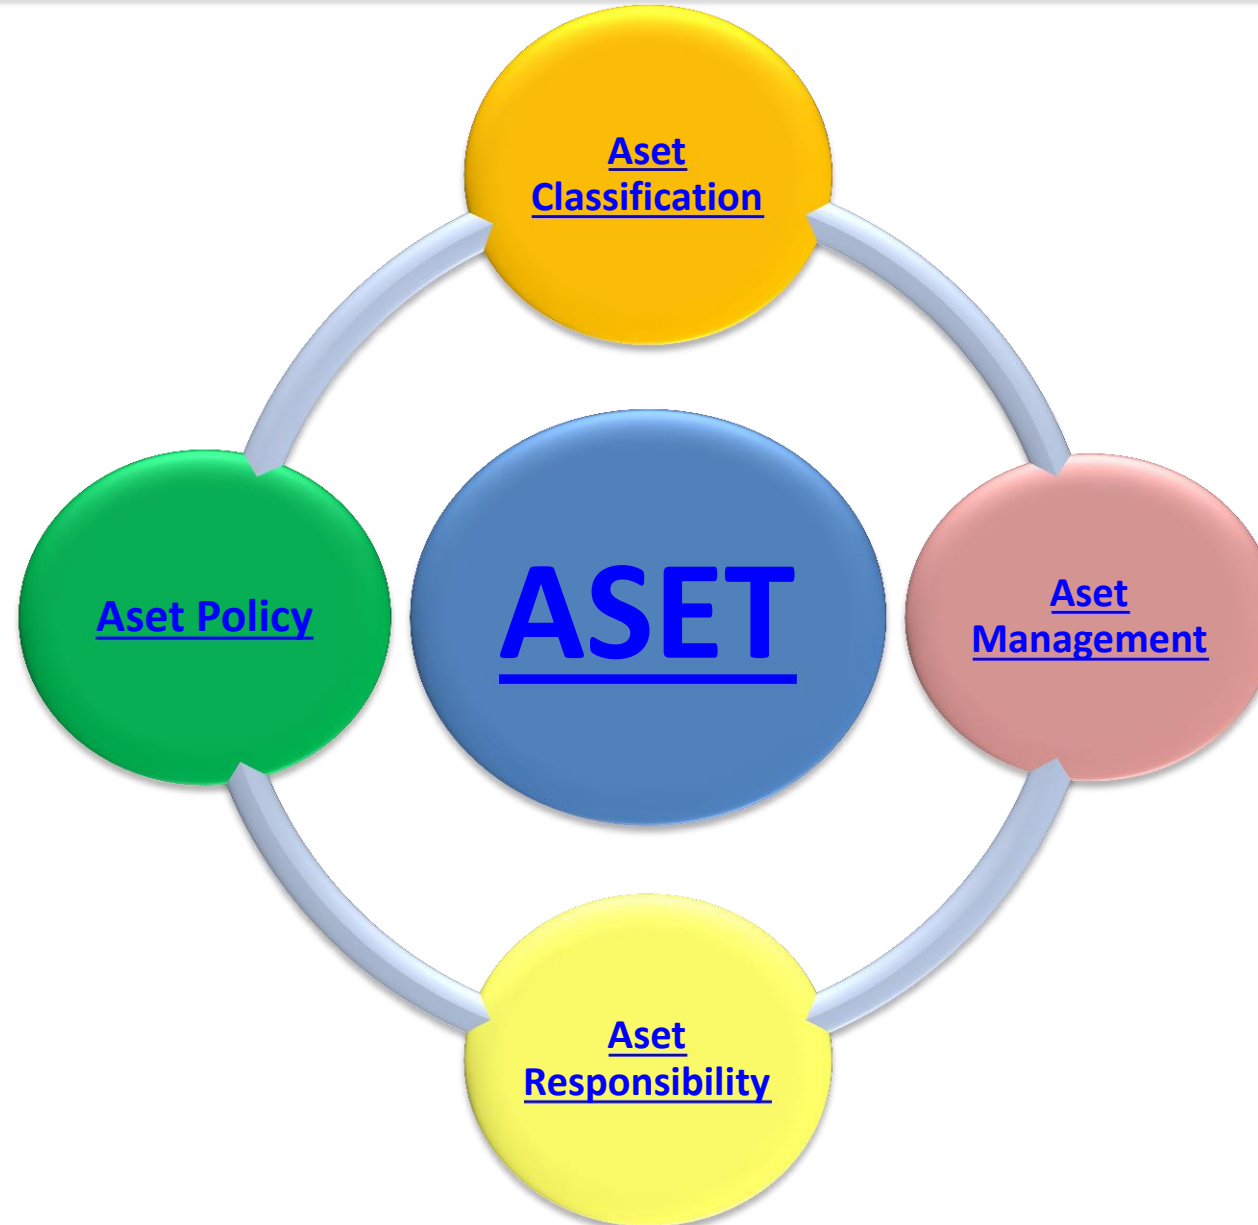 Aset
Classification
Aset Policy
ASET
Aset
Management
Aset
Responsibility